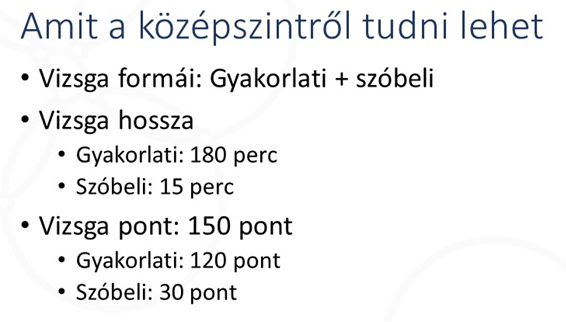 Amit a középszintről tudni lehet
• Vizsga formái: Gyakorlati + szóbeli
• Vizsga hossza
• Gyakorlati: 180 perc
• Szóbeli: 15 perc
• Vizsga pont: 150 pont
• Gyakorlati: 120 pont
• Szóbeli: 30 pont